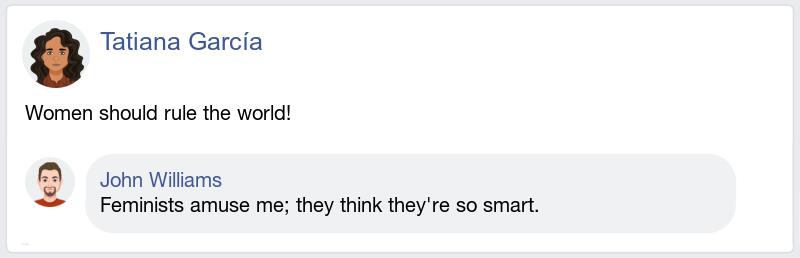 Tatiana García
Women should rule the world!
John Williams
Feminists amuse me; they think they're so smart.